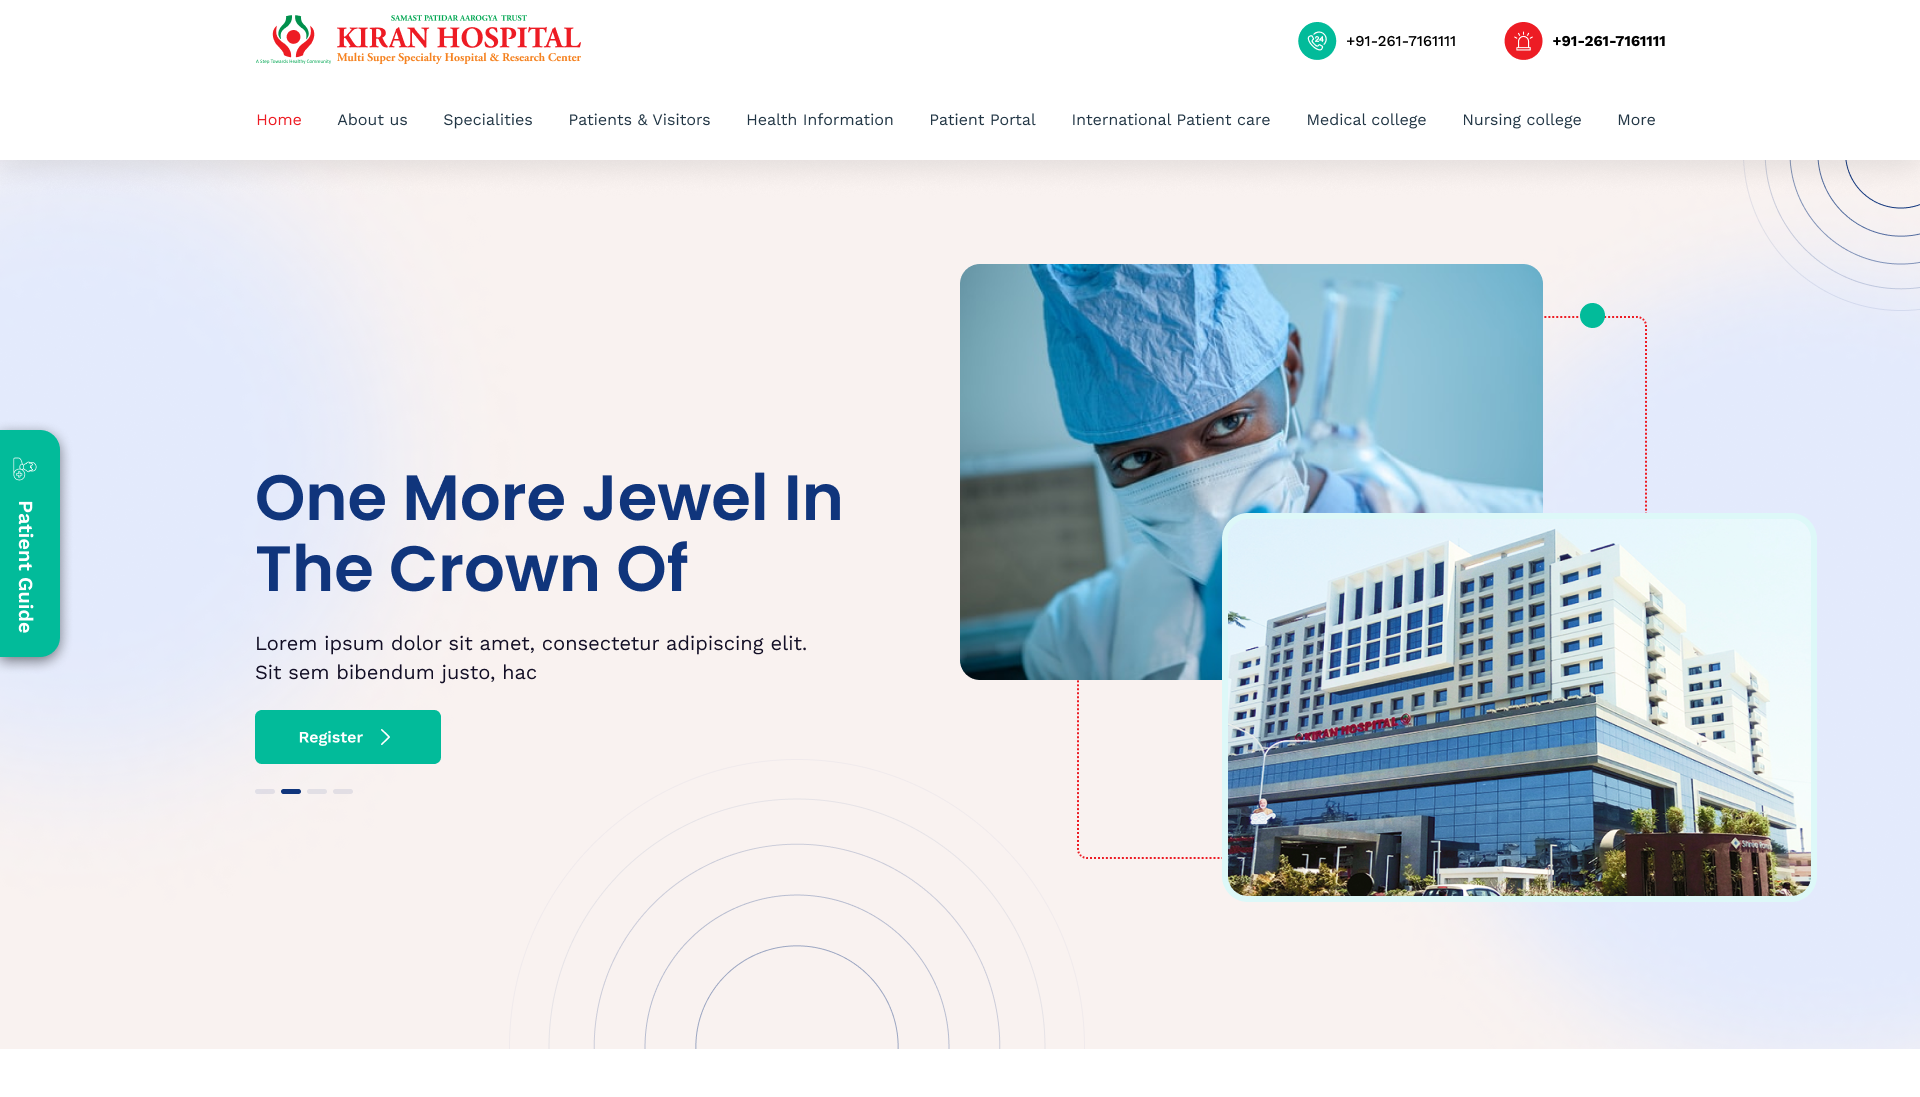 SAMAST PATIDAR AAROGYA TRUST
KIRAN HOSPITAL
Multi Super Specialty Hospital & Research Center
A Step Towards Healthy Community
24
+91-261-7161111
+91-261-7161111
Home
About us
Specialities
Patients & Visitors
Health Information
Patient Portal
International Patient care
Medical college
Nursing college
More
Patient Guide
One More Jewel In
The Crown Of
Lorem ipsum dolor sit amet, consectetur adipiscing elit.
Sit sem bibendum justo, hac
Register
KIRAN HOSPITAL